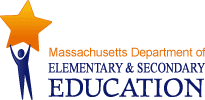 Massachusetts Department of
ELEMENTARY & SECONDARY
EDUCATION